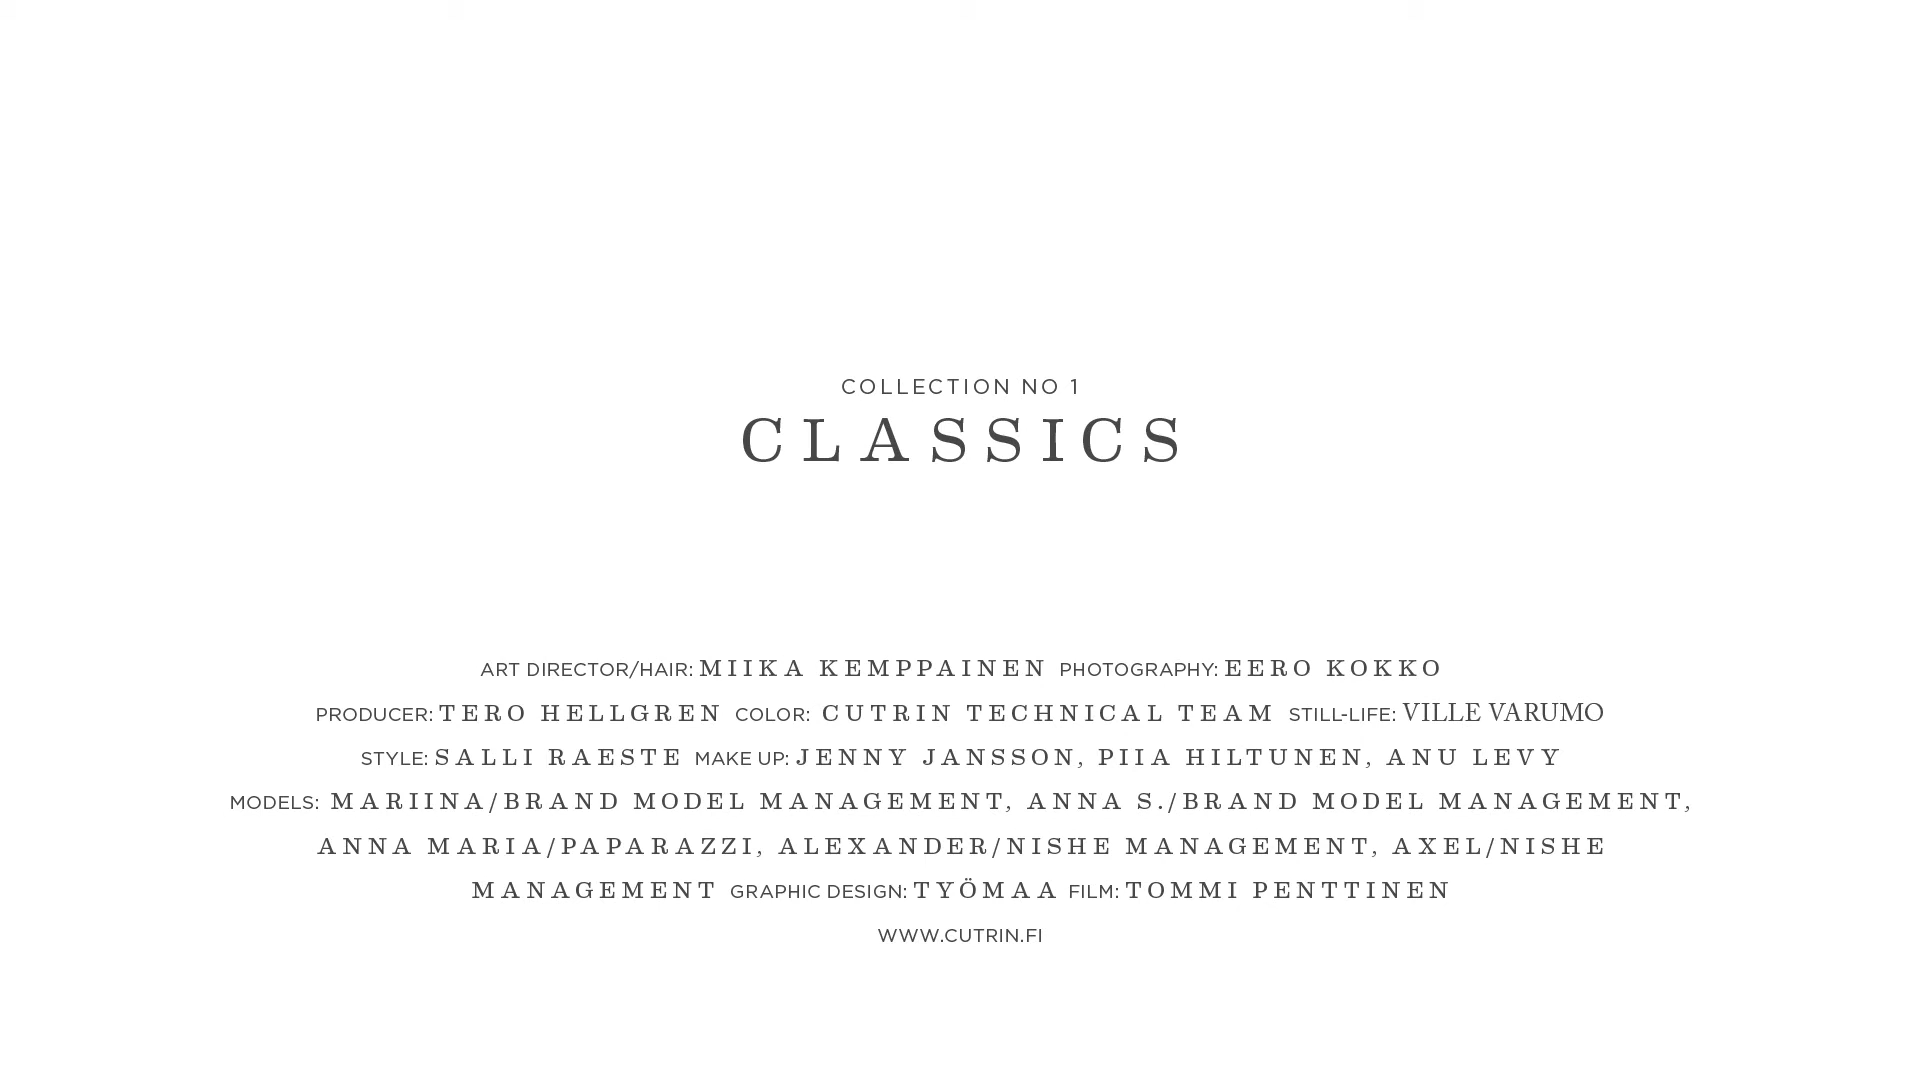 COLLECTION NO 1
CLASSICS
ART DIRECTOR/HAIR: MIIKA KEMPPAINEN PHOTOGRAPHY: EERO KOKKO
PRODUCER: TERO HELLGREN COLOR: CUTRIN TECHNICAL TEAM STILL-LIFE: VILLE VARUMO
STYLE: SALLI RAESTE MAKE UP: JENNY JANSSON, PIIA HILTUNEN, ANU LEVY
MODELS: MARIINA/BRAND MODEL MANAGEMENT, ANNA S./BRAND MODEL MANAGEMENT,
ANNA MARIA/PAPARAZZI, ALEXANDER/NISHE MANAGEMENT, AXEL/NISHE
MANAGEMENT GRAPHIC DESIGN: TYÖMAA FILM: TOMMI PENTTINEN
WWW.CUTRIN.FI